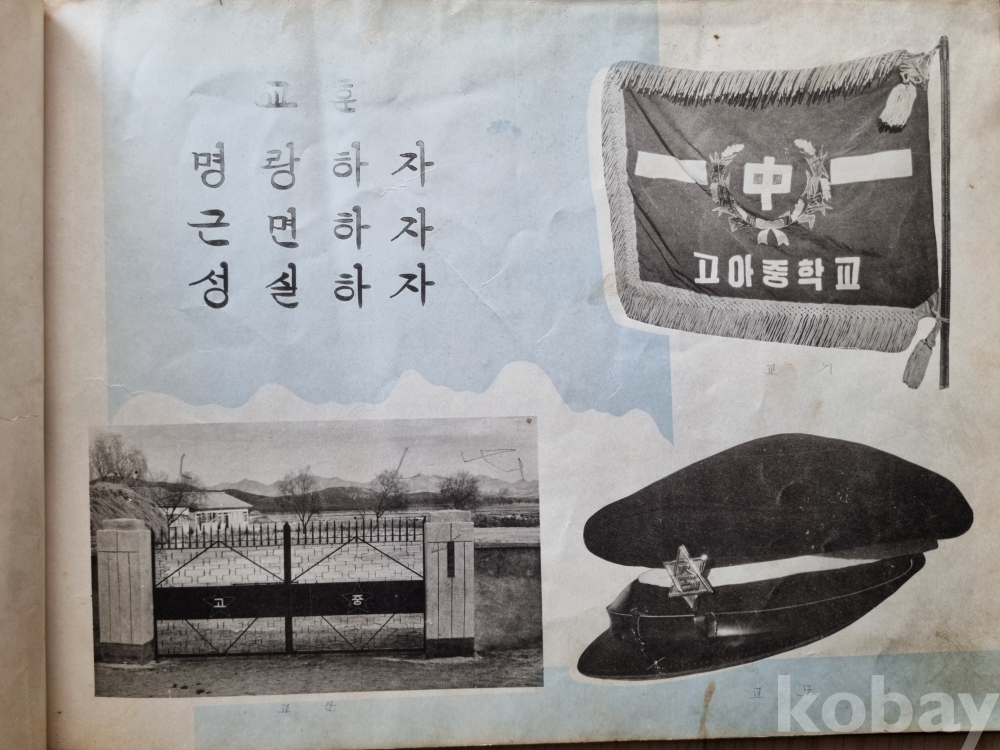 교 훈
명 랑 하 자
근 면 하 자
성 실 하 자
中
고아중학교
교 기
고 중
교 문
교 모
kobay